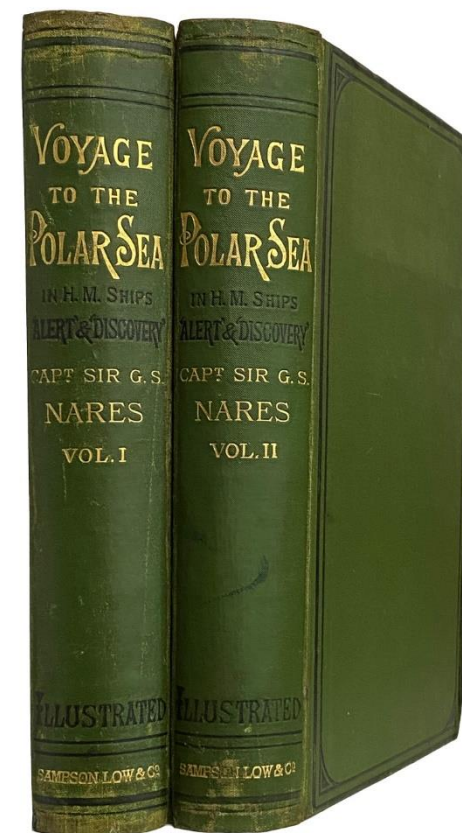 VOYAGE
TO THE
POLAR SEA
IN H. M. SHIPS
'ALERT' & 'DISCOVERY'
CAPT SIR G. S.
NARES
VOL. I
ILLUSTRATED
SAMPSON LOW & Co
VOYAGE
TO THE
POLAR SEA
IN H. M. SHIPS
'ALERT' & 'DISCOVERY'
CAPT SIR G. S.
NARES
VOL. II
ILLUSTRATED
SAMPSON LOW & Co